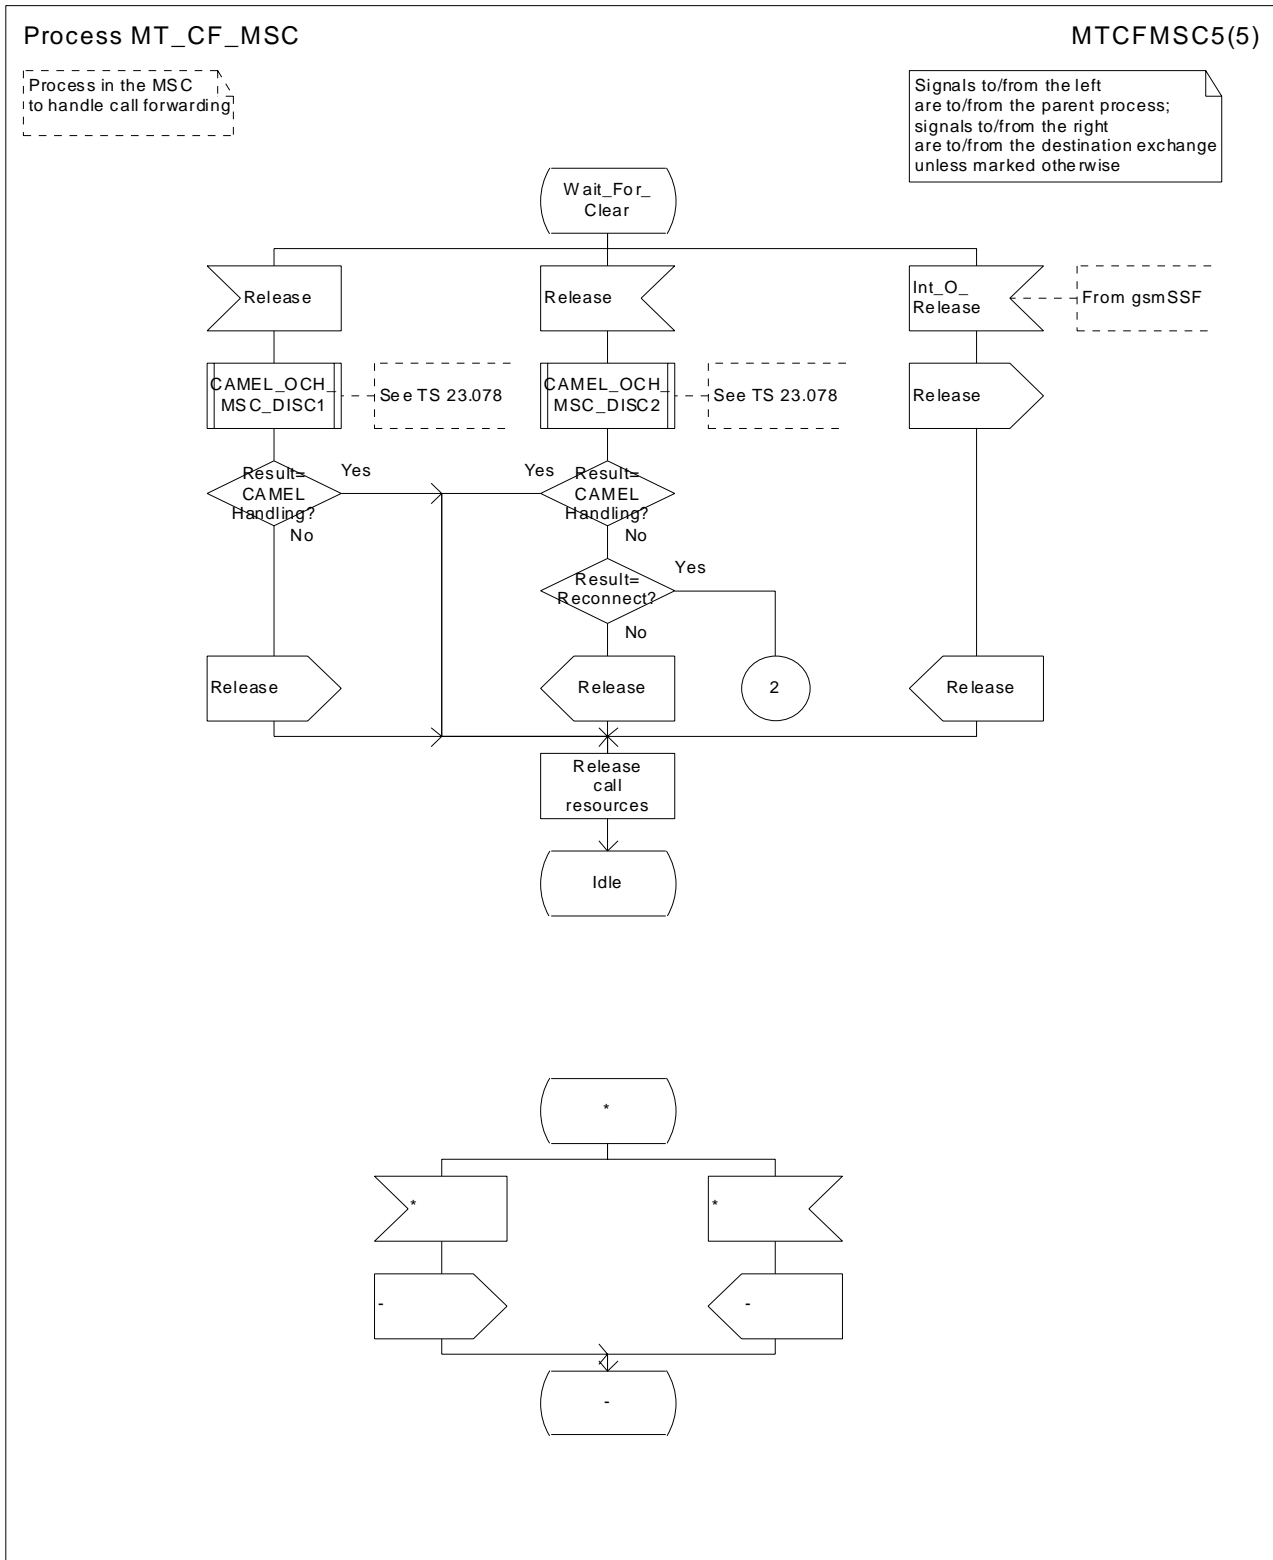 Process MT_CF_MSC
MTCFMSC5(5)
Process in the MSC
to handle call forwarding
Signals to/from the left
are to/from the parent process;
signals to/from the right
are to/from the destination exchange
unless marked otherwise
Wait_For_
Clear
Release
Release
Int_O_
Release
From gsmSSF
CAMEL_OCH_
MSC_DISC1
See TS 23.078
CAMEL_OCH_
MSC_DISC2
See TS 23.078
Release
Result=
CAMEL
Handling?
Yes
No
Yes
Result=
CAMEL
Handling?
No
Result=
Reconnect?
Yes
No
Release
Release
2
Release
Release
call
resources
Idle
*
*
*
-
-
-